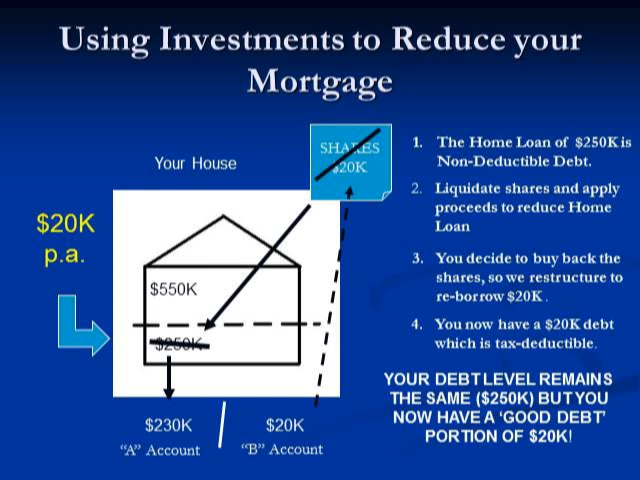 Using Investments to Reduce your
Mortgage
SHARES
$20K
Your House
$20K
p.a.
$550K
$250K
$230K
$20K
"A" Account
"B" Account
1. The Home Loan of $250K is
Non-Deductible Debt.
2. Liquidate shares and apply
proceeds to reduce Home
Loan
3. You decide to buy back the
shares, so we restructure to
re-borrow $20K.
4. You now have a $20K debt
which is tax-deductible.
YOUR DEBT LEVEL REMAINS
THE SAME ($250K) BUT YOU
NOW HAVE A 'GOOD DEBT'
PORTION OF $20K!